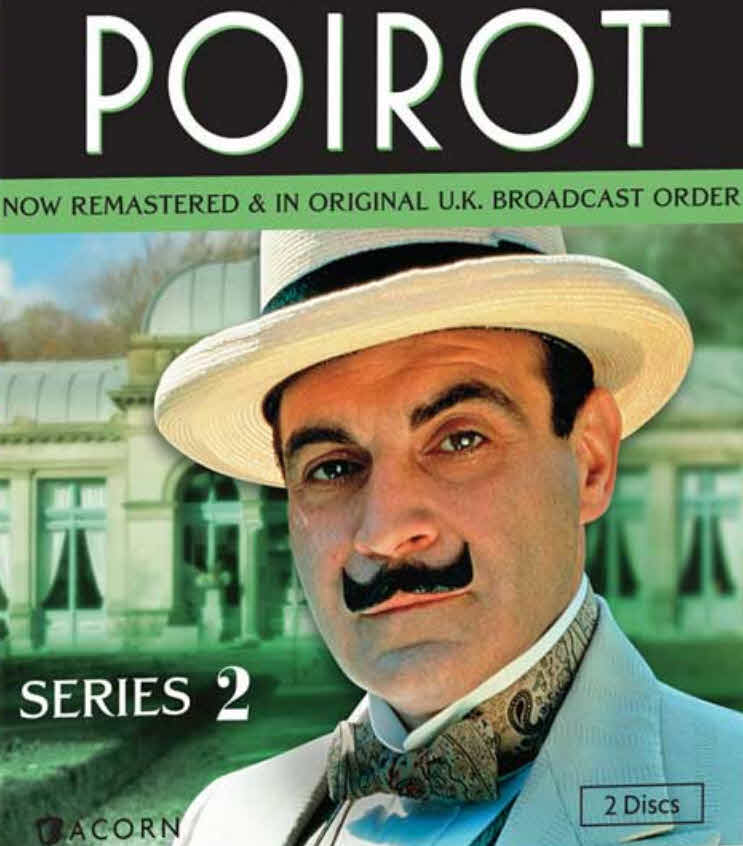 POIROT
NOW REMASTERED & IN ORIGINAL U.K. BROADCAST ORDER
SERIES 2
2 Discs
ACORN